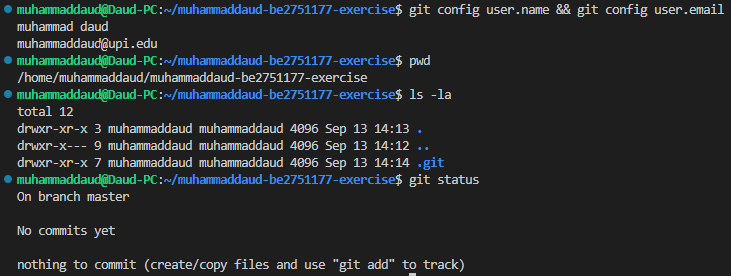 muhammaddaud@Daud-PC:~/muhammaddaud-be2751177-exercise$ git config user.name && git config user.email
muhammad daud
muhammaddaud@upi.edu
muhammaddaud@Daud-PC:~/muhammaddaud-be2751177-exercise$ pwd
/home/muhammaddaud/muhammaddaud-be2751177-exercise
muhammaddaud@Daud-PC:~/muhammaddaud-be2751177-exercise$ ls -la
total 12
drwxr-xr-x 3 muhammaddaud muhammaddaud 4096 Sep 13 14:13 .
drwxr-x--- 9 muhammaddaud muhammaddaud 4096 Sep 13 14:12 ..
drwxr-xr-x 7 muhammaddaud muhammaddaud 4096 Sep 13 14:14 .git
muhammaddaud@Daud-PC:~/muhammaddaud-be2751177-exercise$ git status
On branch master
No commits yet
nothing to commit (create/copy files and use "git add" to track)